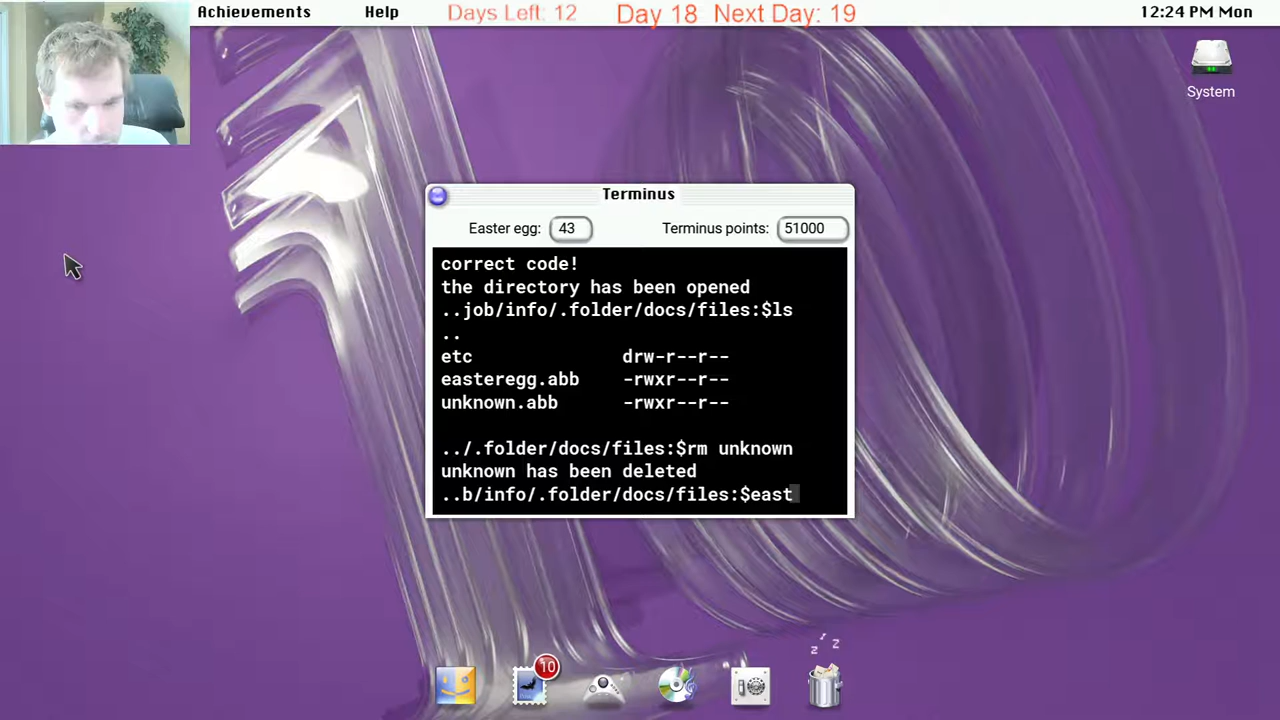 Achievements Help Days Left: 12 Day 18 Next Day: 19 12:24 PM Mon
System
Terminus
Easter egg: 43 Terminus points: 51000
correct code!
the directory has been opened
..job/info/.folder/docs/files:$ls
..
etc drw-r--r--
easteregg.abb -rwxr--r--
unknown.abb -rwxr--r--
../.folder/docs/files:$rm unknown
unknown has been deleted
..b/info/.folder/docs/files:$east
z z
z
10